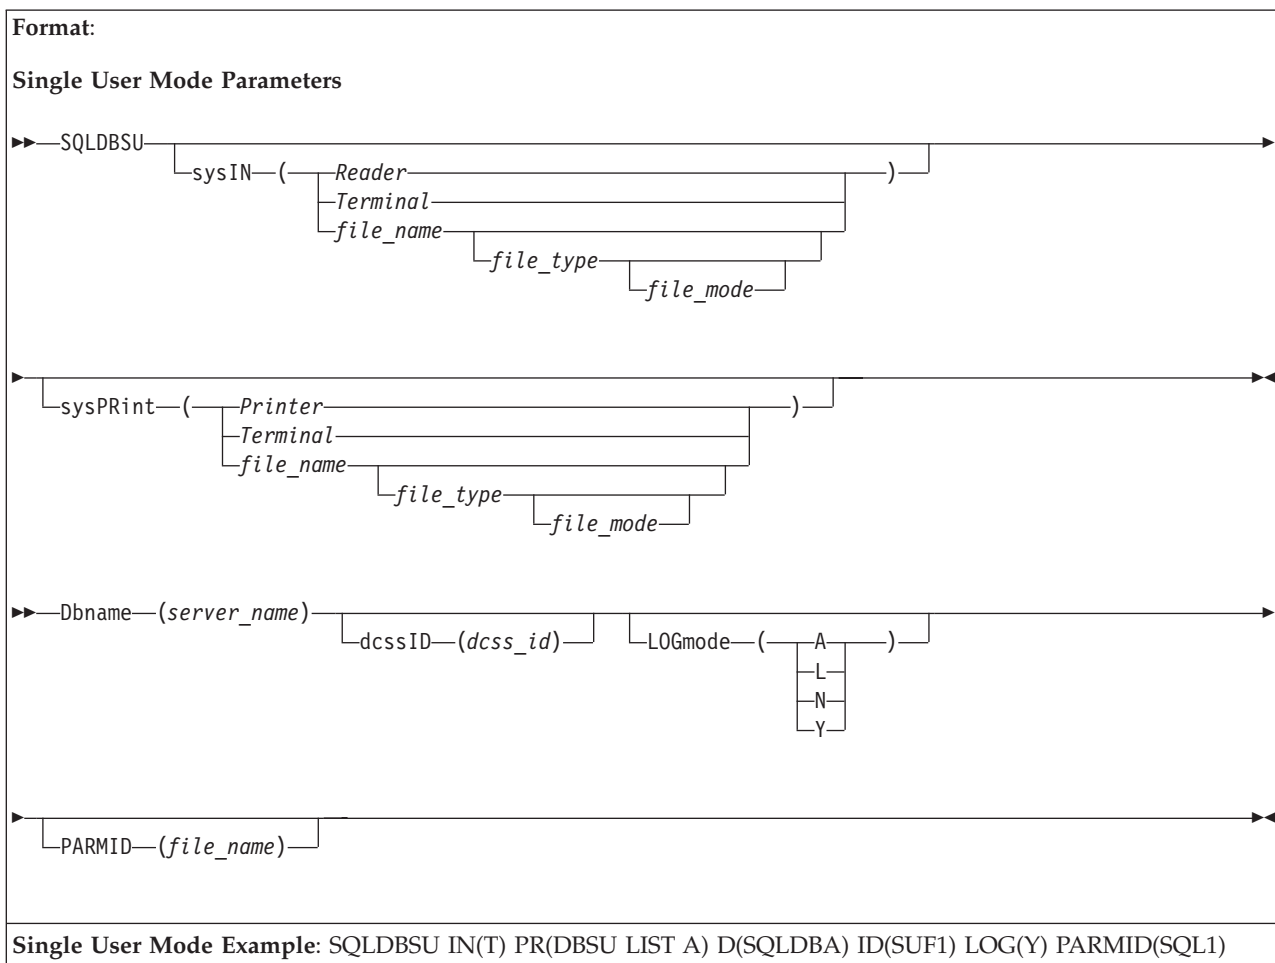 Format:
Single User Mode Parameters
SQLDBSU
sysIN ( Reader )
Terminal
file_name
file_type
file_mode
sysPRint ( Printer )
Terminal
file_name
file_type
file_mode
Dbname (server_name)
dcssID (dcss_id) LOGmode ( A )
L
N
Y
PARMID (file_name)
Single User Mode Example: SQLDBSU IN(T) PR(DBSU LIST A) D(SQLDBA) ID(SUF1) LOG(Y) PARMID(SQL1)